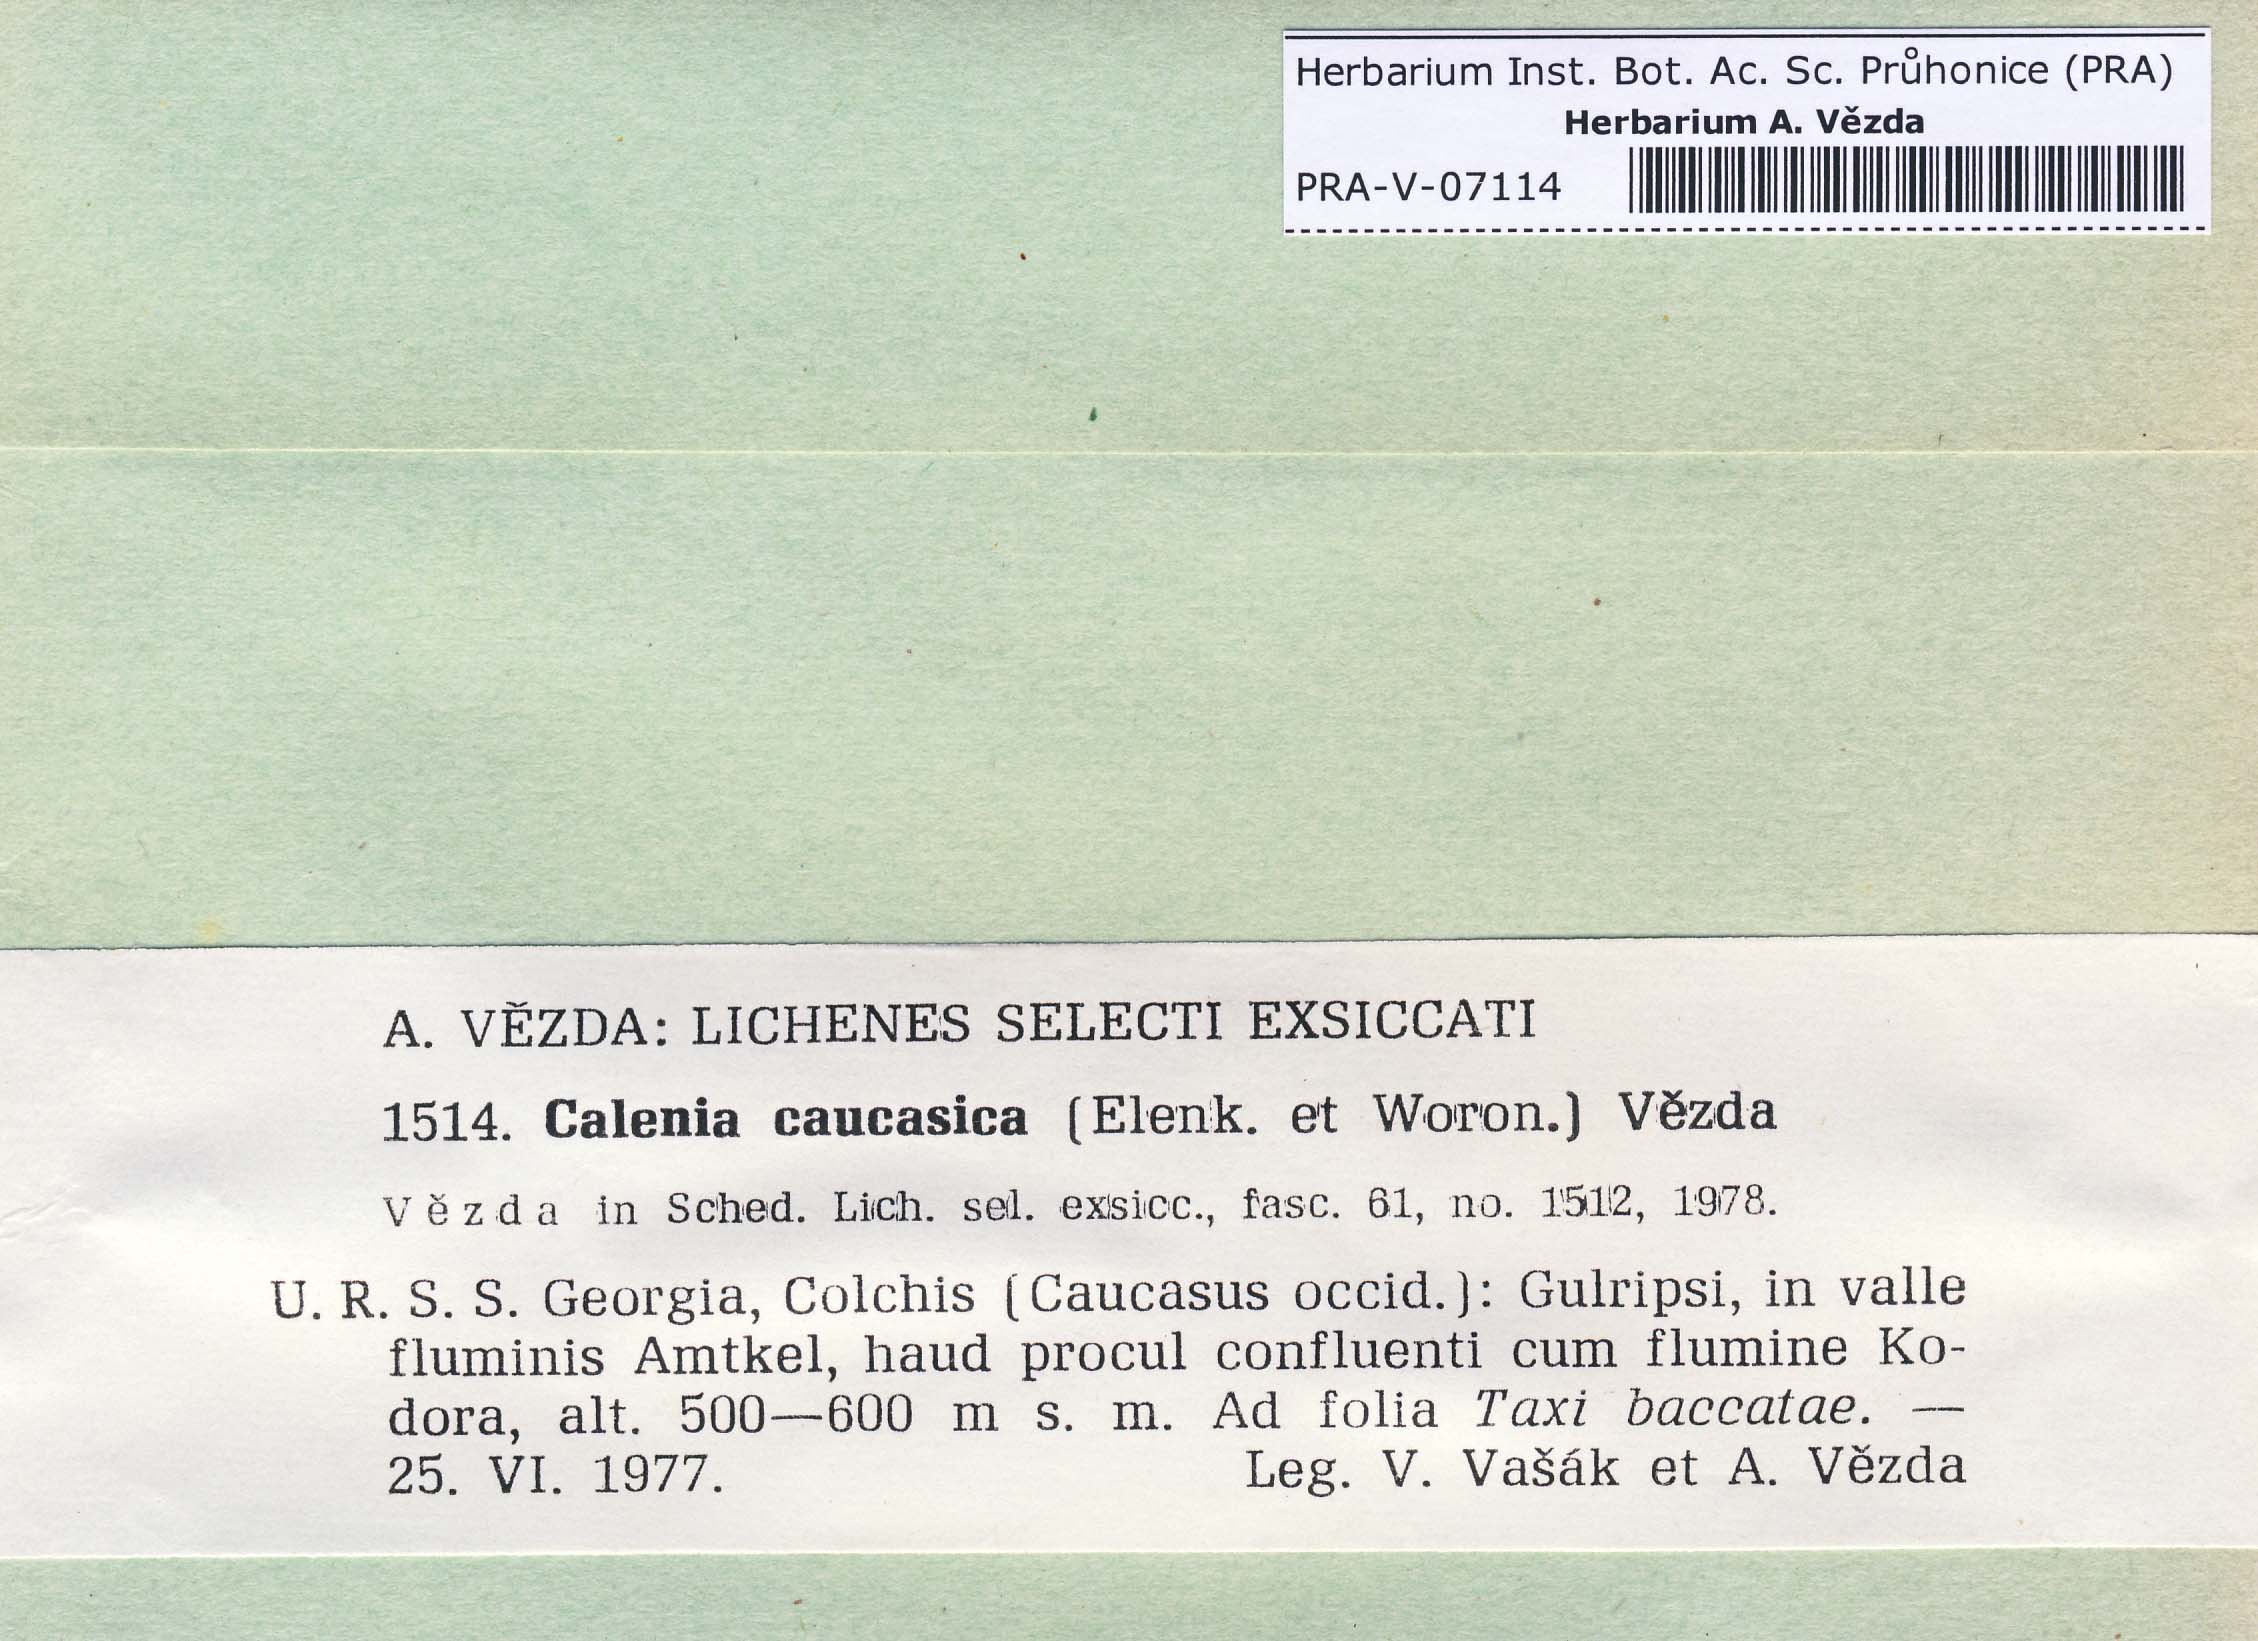 Herbarium Inst. Bot. Ac. Sc. Průhonice (PRA)
Herbarium A. Vězda
PRA-V-07114
A. VĚZDA: LICHENES SELECTI EXSICCATI
1514. Calenia caucasica (Elenk. et Woron.) Vězda
Vězda in Sched. Lich. sel. exsicc., fasc. 61, no. 1512, 1978.
U. R. S. S. Georgia, Colchis (Caucasus occid.): Gulripsi, in valle
fluminis Amtkel, haud procul confluenti cum flumine Ko-
dora, alt. 500—600 m s. m. Ad folia Taxi baccatae. —
25. VI. 1977. Leg. V. Vašák et A. Vězda